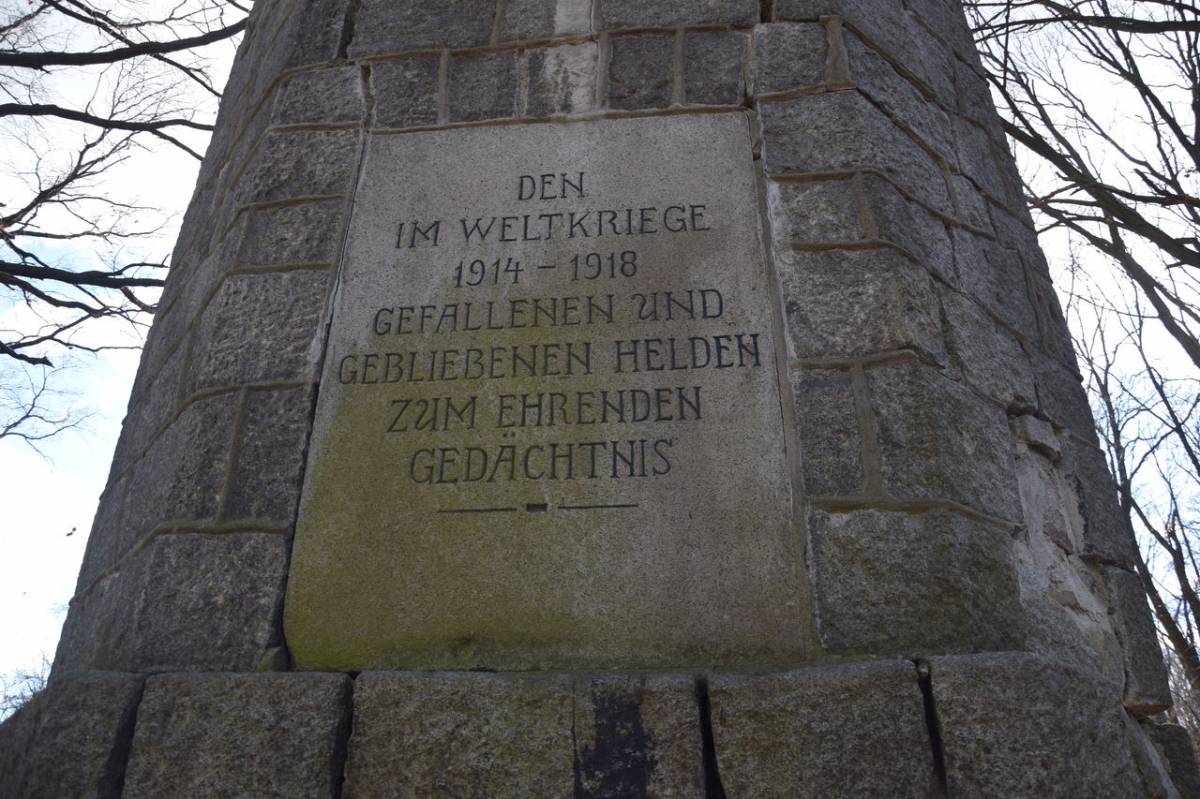 DEN
IM WELTKRIEGE
1914 – 1918
GEFALLENEN UND
GEBLIEBENEN HELDEN
ZUM EHRENDEN
GEDÄCHTNIS